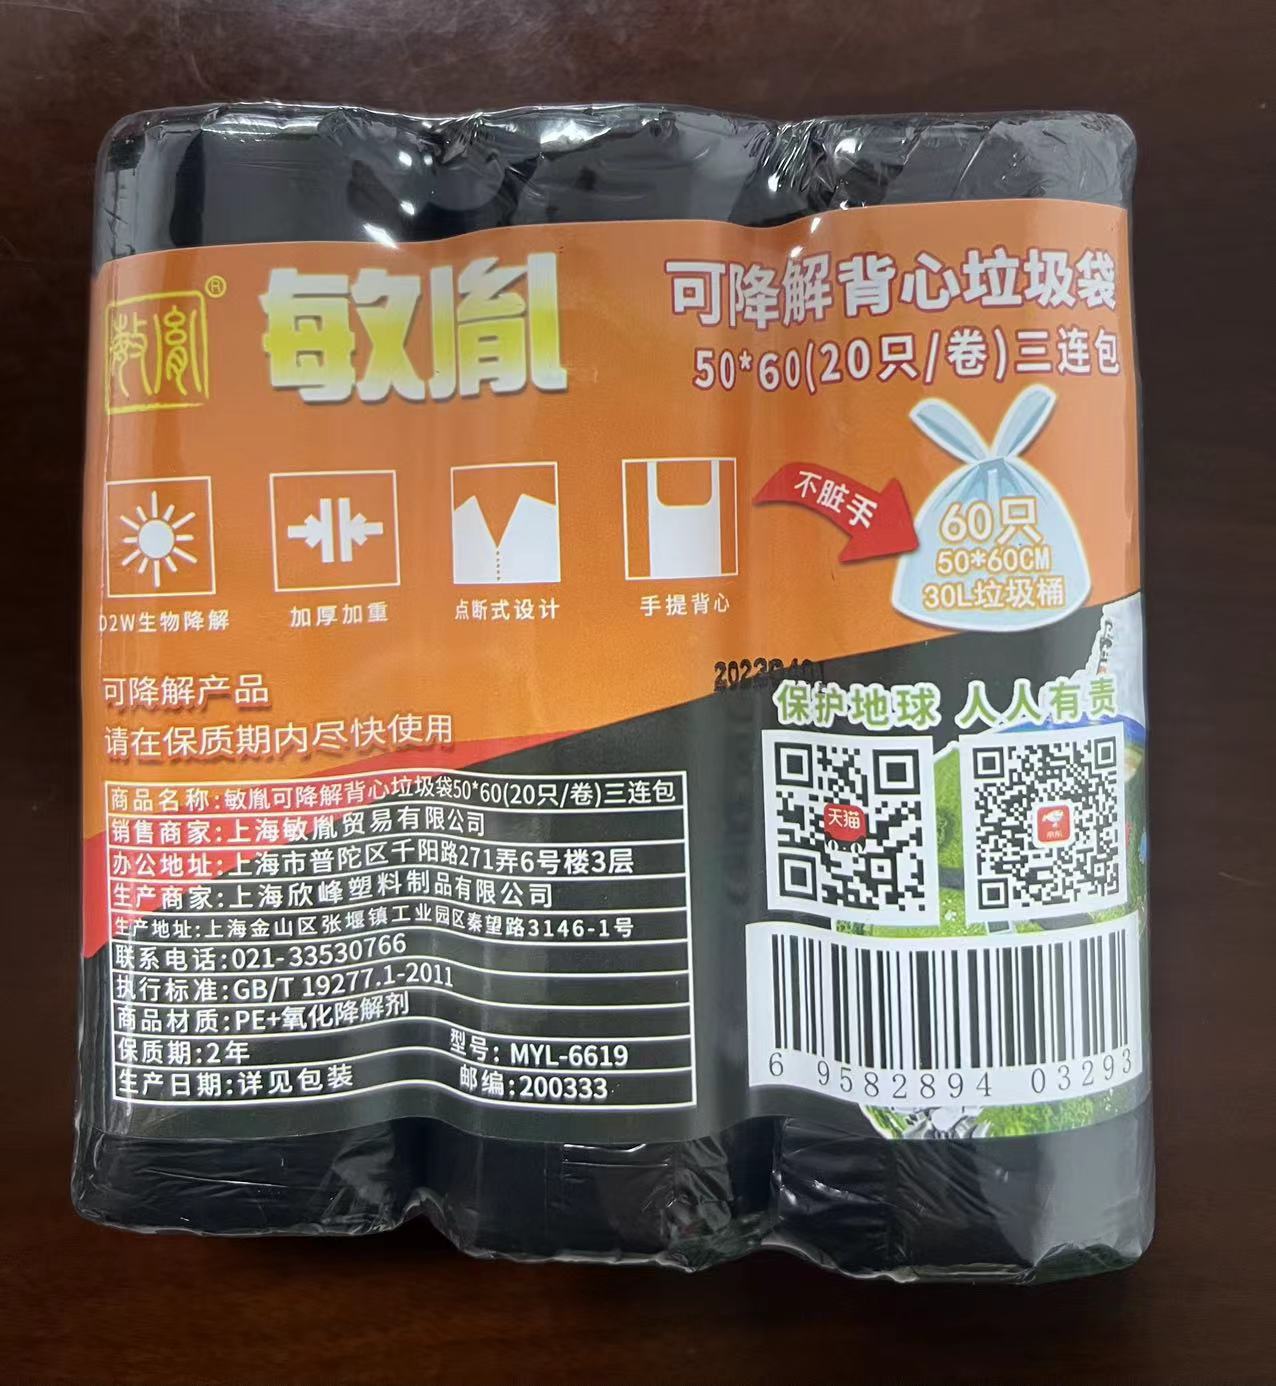 敏胤
®
敏胤
可降解背心垃圾袋
50*60(20只/卷)三连包
不脏手
60只
50*60CM
30L垃圾桶
D2W生物降解
加厚加重
点断式设计
手提背心
可降解产品
请在保质期内尽快使用
保护地球 人人有责
天猫
京东
商品名称:敏胤可降解背心垃圾袋50*60(20只/卷)三连包
销售商家:上海敏胤贸易有限公司
办公地址:上海市普陀区千阳路271弄6号楼3层
生产商家:上海欣峰塑料制品有限公司
生产地址:上海金山区张堰镇工业园区秦望路3146-1号
联系电话:021-33530766
执行标准:GB/T 19277.1-2011
商品材质:PE+氧化降解剂
保质期:2年 型号: MYL-6619
生产日期:详见包装 邮编:200333
6 9582894 03293